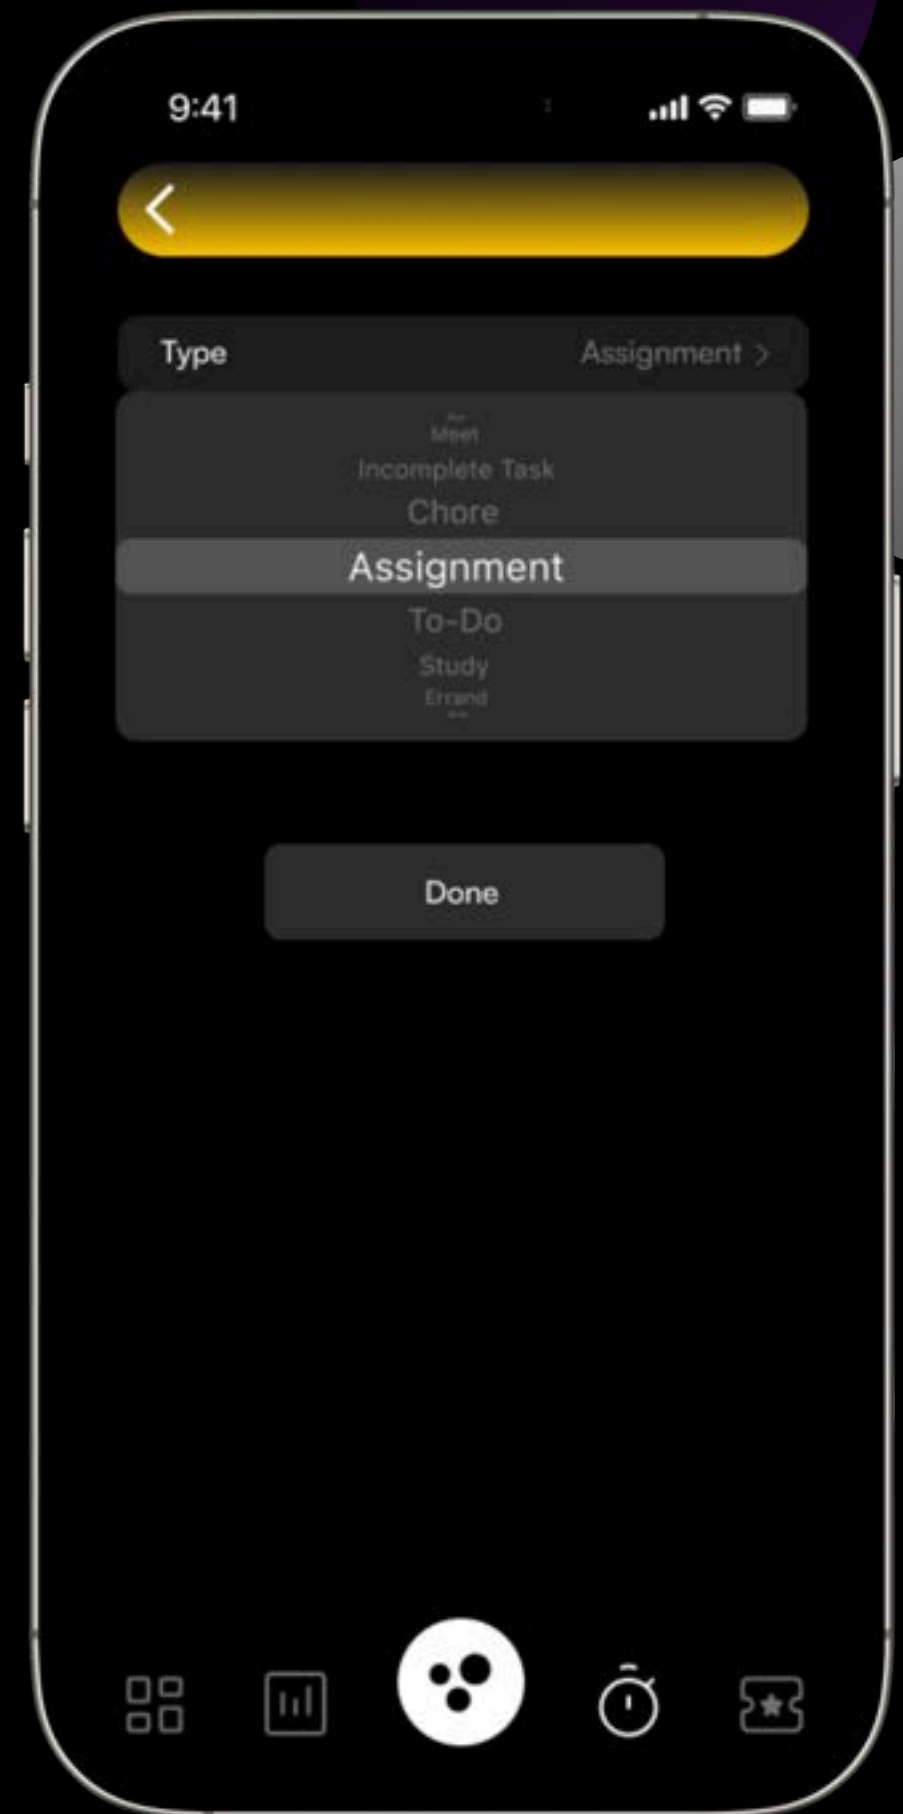 9:41
Type
Assignment >
Meet
Incomplete Task
Chore
Assignment
To-Do
Study
Errand
Done